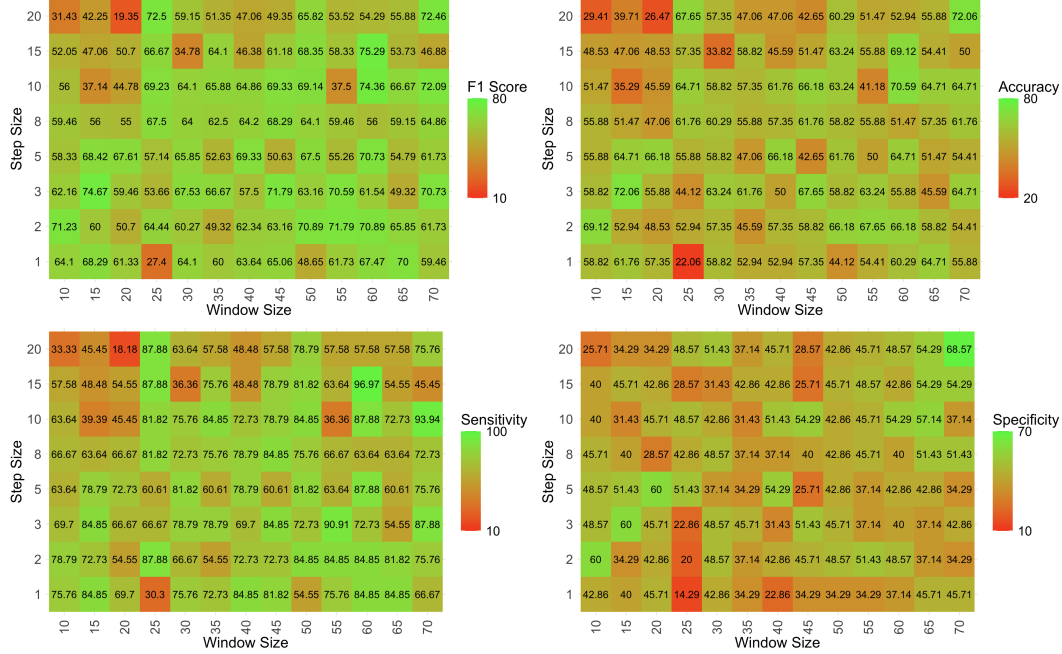 20 31.43 42.25 19.35 72.5 59.15 51.35 47.06 49.35 65.82 53.52 54.29 55.88 72.46
15 52.05 47.06 50.7 66.67 34.78 64.1 46.38 61.18 68.35 58.33 75.29 53.73 46.88
10 56 37.14 44.78 69.23 64.1 65.88 64.86 69.33 69.14 37.5 74.36 66.67 72.09
8 59.46 56 55 67.5 64 62.5 64.2 68.29 64.1 59.46 56 59.15 64.86
5 58.33 68.42 67.61 57.14 65.85 52.63 69.33 50.63 67.5 55.26 70.73 54.79 61.73
3 62.16 74.67 59.46 53.66 67.53 66.67 57.5 71.79 63.16 70.59 61.54 49.32 70.73
2 71.23 60 50.7 64.44 60.27 49.32 62.34 63.16 70.89 71.79 70.89 65.85 61.73
1 64.1 68.29 61.33 27.4 64.1 60 63.64 65.06 48.65 61.73 67.47 70 59.46
10 15 20 25 30 35 40 45 50 55 60 65 70
Window Size
Step Size
F1 Score
80
10
20 29.41 39.71 26.47 67.65 57.35 47.06 47.06 42.65 60.29 51.47 52.94 55.88 72.06
15 48.53 47.06 48.53 57.35 33.82 58.82 45.59 51.47 63.24 55.88 69.12 54.41 50
10 51.47 35.29 45.59 64.71 58.82 57.35 61.76 66.18 63.24 41.18 70.59 64.71 64.71
8 55.88 51.47 47.06 61.76 60.29 55.88 57.35 61.76 58.82 55.88 51.47 57.35 61.76
5 55.88 64.71 66.18 55.88 58.82 47.06 66.18 42.65 61.76 50 64.71 51.47 54.41
3 58.82 72.06 55.88 44.12 63.24 61.76 50 67.65 58.82 63.24 55.88 45.59 64.71
2 69.12 52.94 48.53 52.94 57.35 45.59 57.35 58.82 66.18 67.65 66.18 58.82 54.41
1 58.82 61.76 57.35 22.06 58.82 52.94 52.94 57.35 44.12 54.41 60.29 64.71 55.88
10 15 20 25 30 35 40 45 50 55 60 65 70
Window Size
Step Size
Accuracy
80
20
20 33.33 45.45 18.18 87.88 63.64 57.58 48.48 57.58 78.79 57.58 57.58 57.58 75.76
15 57.58 48.48 54.55 87.88 36.36 75.76 48.48 78.79 81.82 63.64 96.97 54.55 45.45
10 63.64 39.39 45.45 81.82 75.76 84.85 72.73 78.79 84.85 36.36 87.88 72.73 93.94
8 66.67 63.64 66.67 81.82 72.73 75.76 78.79 84.85 75.76 66.67 63.64 63.64 72.73
5 63.64 78.79 72.73 60.61 81.82 60.61 78.79 60.61 81.82 63.64 87.88 60.61 75.76
3 69.7 84.85 66.67 66.67 78.79 78.79 69.7 84.85 72.73 90.91 72.73 54.55 87.88
2 78.79 72.73 54.55 87.88 66.67 54.55 72.73 72.73 84.85 84.85 84.85 81.82 75.76
1 75.76 84.85 69.7 30.3 75.76 72.73 84.85 81.82 54.55 75.76 84.85 84.85 66.67
10 15 20 25 30 35 40 45 50 55 60 65 70
Window Size
Step Size
Sensitivity
100
10
20 25.71 34.29 34.29 48.57 51.43 37.14 45.71 28.57 42.86 45.71 48.57 54.29 68.57
15 40 45.71 42.86 28.57 31.43 42.86 42.86 25.71 45.71 48.57 42.86 54.29 54.29
10 40 31.43 45.71 48.57 42.86 31.43 51.43 54.29 42.86 45.71 54.29 57.14 37.14
8 45.71 40 28.57 42.86 48.57 37.14 37.14 40 42.86 45.71 40 51.43 51.43
5 48.57 51.43 60 51.43 37.14 34.29 54.29 25.71 42.86 37.14 42.86 42.86 34.29
3 48.57 60 45.71 22.86 48.57 45.71 31.43 51.43 45.71 37.14 40 37.14 42.86
2 60 34.29 42.86 20 48.57 37.14 42.86 45.71 48.57 51.43 48.57 37.14 34.29
1 42.86 40 45.71 14.29 42.86 34.29 22.86 34.29 34.29 34.29 37.14 45.71 45.71
10 15 20 25 30 35 40 45 50 55 60 65 70
Window Size
Step Size
Specificity
70
10